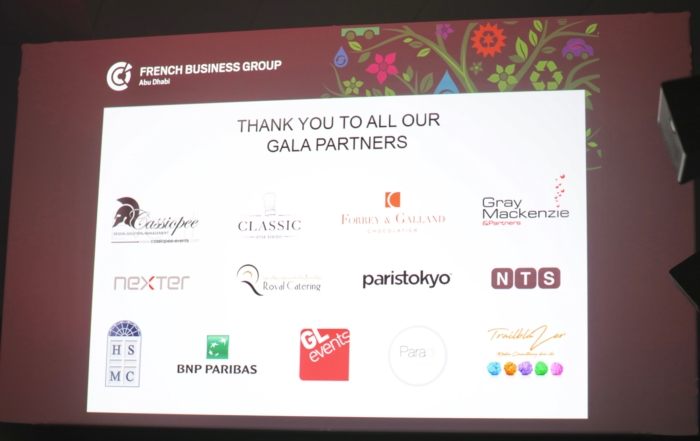 FRENCH BUSINESS GROUP
Abu Dhabi
THANK YOU TO ALL OUR
GALA PARTNERS
Cassiopee
CLASSIC
FORREY & GALLAND
CHOCOLATIER
Gray
Mackenzie
&Partners
nexter
Royal Catering
paristokyo
NTS
H S
M C
BNP PARIBAS
GL
events
Para
Trailblazer